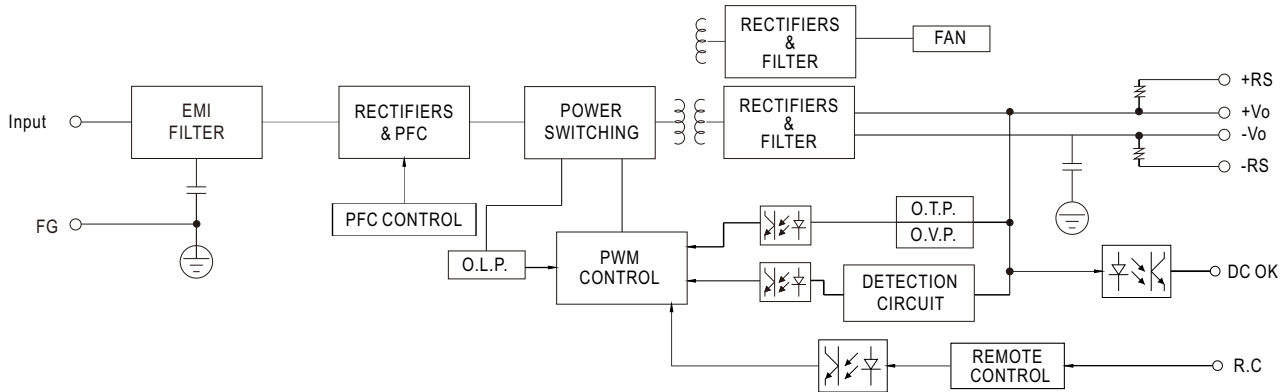 RECTIFIERS
&
FILTER
FAN
+RS
Input
EMI
FILTER
RECTIFIERS
& PFC
POWER
SWITCHING
RECTIFIERS
&
FILTER
+Vo
-Vo
-RS
FG
PFC CONTROL
O.L.P.
PWM
CONTROL
O.T.P.
O.V.P.
DETECTION
CIRCUIT
DC OK
REMOTE
CONTROL
R.C